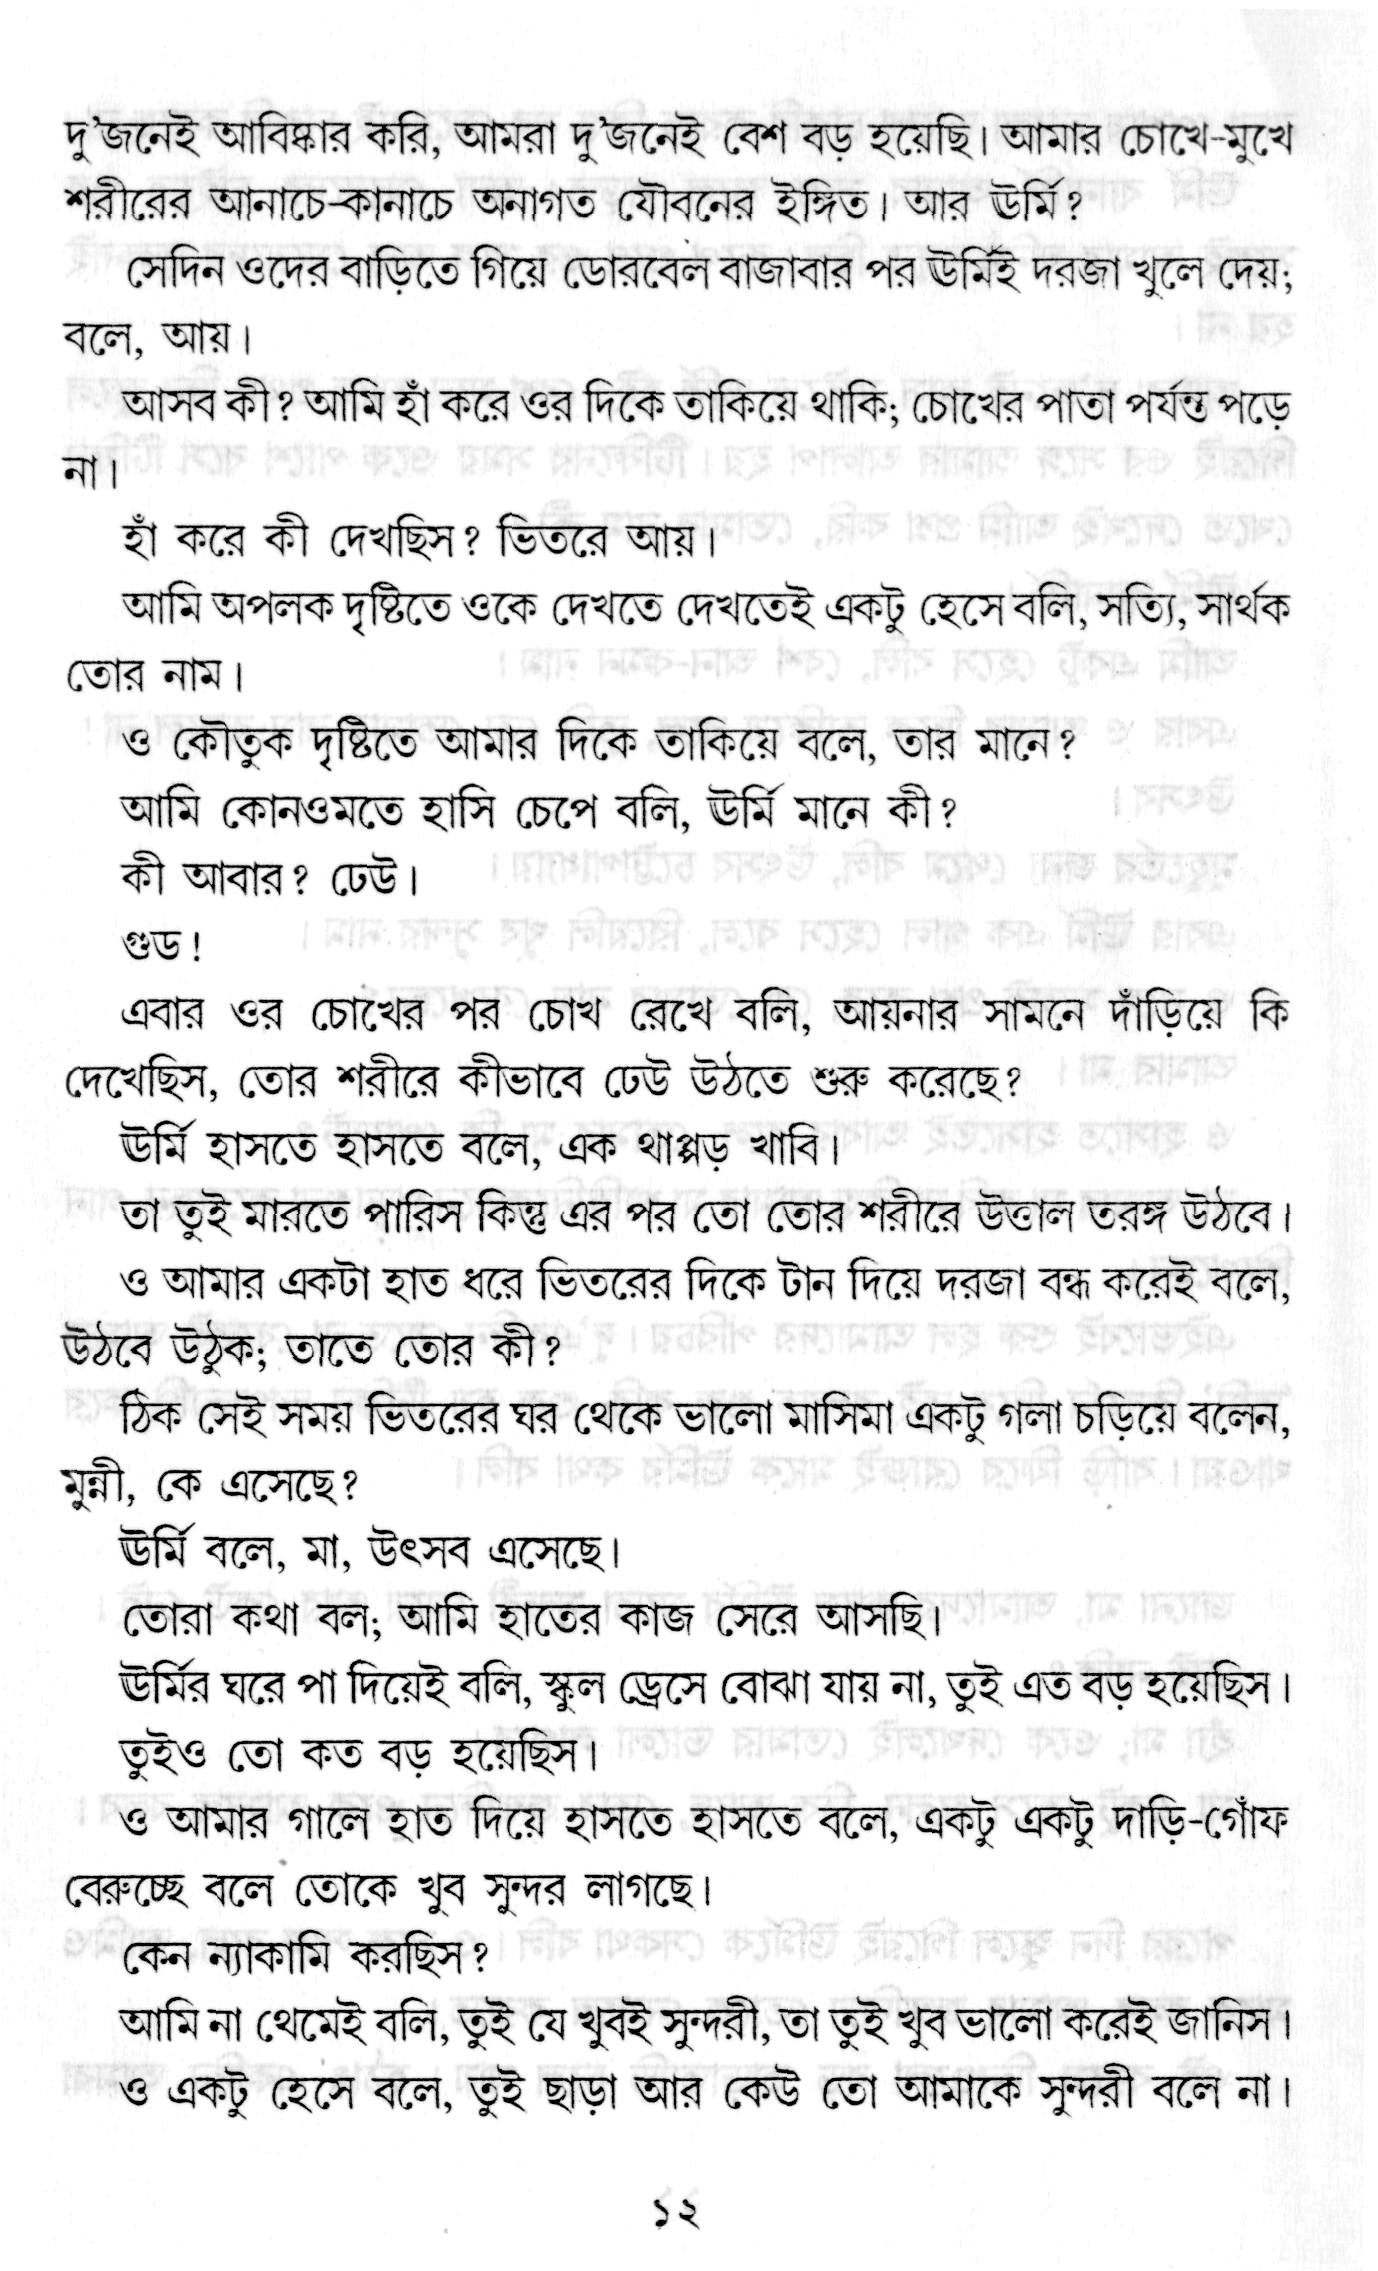 দু'জনেই আবিষ্কার করি, আমরা দু'জনেই বেশ বড় হয়েছি। আমার চোখে-মুখে
শরীরের আনাচে-কানাচে অনাগত যৌবনের ইঙ্গিত। আর ঊর্মি?
সেদিন ওদের বাড়িতে গিয়ে ডোরবেল বাজাবার পর ঊর্মিই দরজা খুলে দেয়;
বলে, আয়।
আসব কী? আমি হাঁ করে ওর দিকে তাকিয়ে থাকি; চোখের পাতা পর্যন্ত পড়ে
না।
হাঁ করে কী দেখছিস? ভিতরে আয়।
আমি অপলক দৃষ্টিতে ওকে দেখতে দেখতেই একটু হেসে বলি, সত্যি, সার্থক
তোর নাম।
ও কৌতুক দৃষ্টিতে আমার দিকে তাকিয়ে বলে, তার মানে?
আমি কোনওমতে হাসি চেপে বলি, ঊর্মি মানে কী?
কী আবার? ঢেউ।
গুড!
এবার ওর চোখের পর চোখ রেখে বলি, আয়নার সামনে দাঁড়িয়ে কি
দেখেছিস, তোর শরীরে কীভাবে ঢেউ উঠতে শুরু করেছে?
ঊর্মি হাসতে হাসতে বলে, এক থাপ্পড় খাবি।
তা তুই মারতে পারিস কিন্তু এর পর তো তোর শরীরে উত্তাল তরঙ্গ উঠবে।
ও আমার একটা হাত ধরে ভিতরের দিকে টান দিয়ে দরজা বন্ধ করেই বলে,
উঠবে উঠুক; তাতে তোর কী?
ঠিক সেই সময় ভিতরের ঘর থেকে ভালো মাসিমা একটু গলা চড়িয়ে বলেন,
মুন্নী, কে এসেছে?
ঊর্মি বলে, মা, উৎসব এসেছে।
তোরা কথা বল; আমি হাতের কাজ সেরে আসছি।
ঊর্মির ঘরে পা দিয়েই বলি, স্কুল ড্রেসে বোঝা যায় না, তুই এত বড় হয়েছিস।
তুইও তো কত বড় হয়েছিস।
ও আমার গালে হাত দিয়ে হাসতে হাসতে বলে, একটু একটু দাড়ি-গোঁফ
বেরুচ্ছে বলে তোকে খুব সুন্দর লাগছে।
কেন ন্যাকামি করছিস?
আমি না থেমেই বলি, তুই যে খুবই সুন্দরী, তা তুই খুব ভালো করেই জানিস।
ও একটু হেসে বলে, তুই ছাড়া আর কেউ তো আমাকে সুন্দরী বলে না।
১২